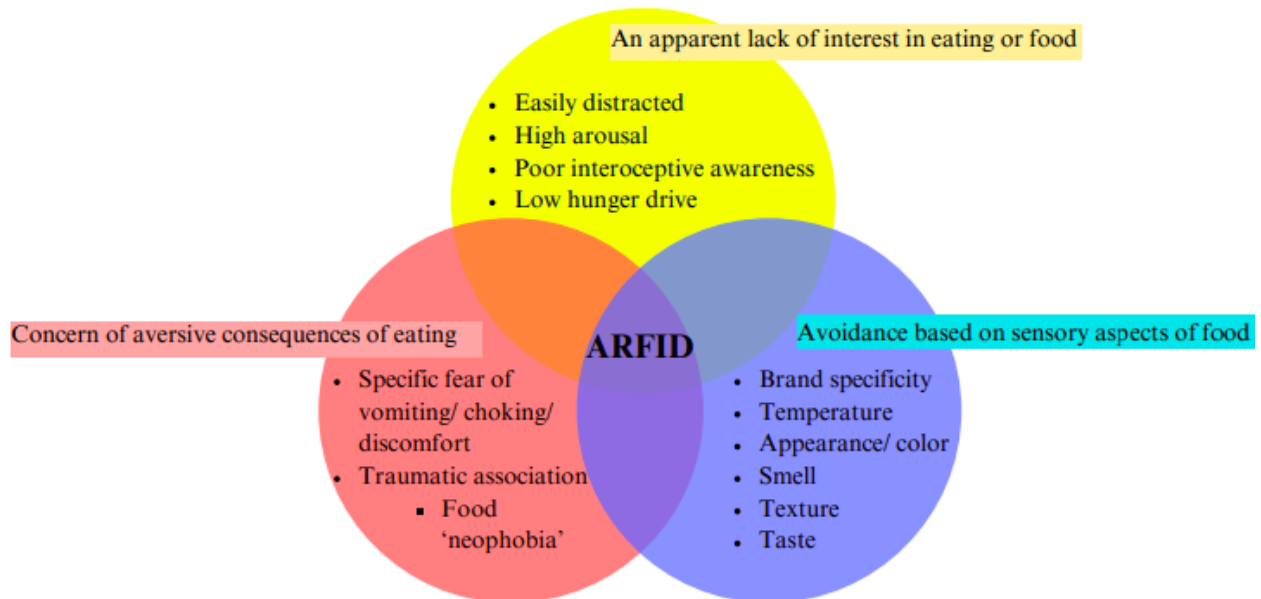 An apparent lack of interest in eating or food
• Easily distracted
• High arousal
• Poor interoceptive awareness
• Low hunger drive
Concern of aversive consequences of eating
• Specific fear of
vomiting/ choking/
discomfort
• Traumatic association
▪ Food
‘neophobia’
ARFID
Avoidance based on sensory aspects of food
• Brand specificity
• Temperature
• Appearance/ color
• Smell
• Texture
• Taste